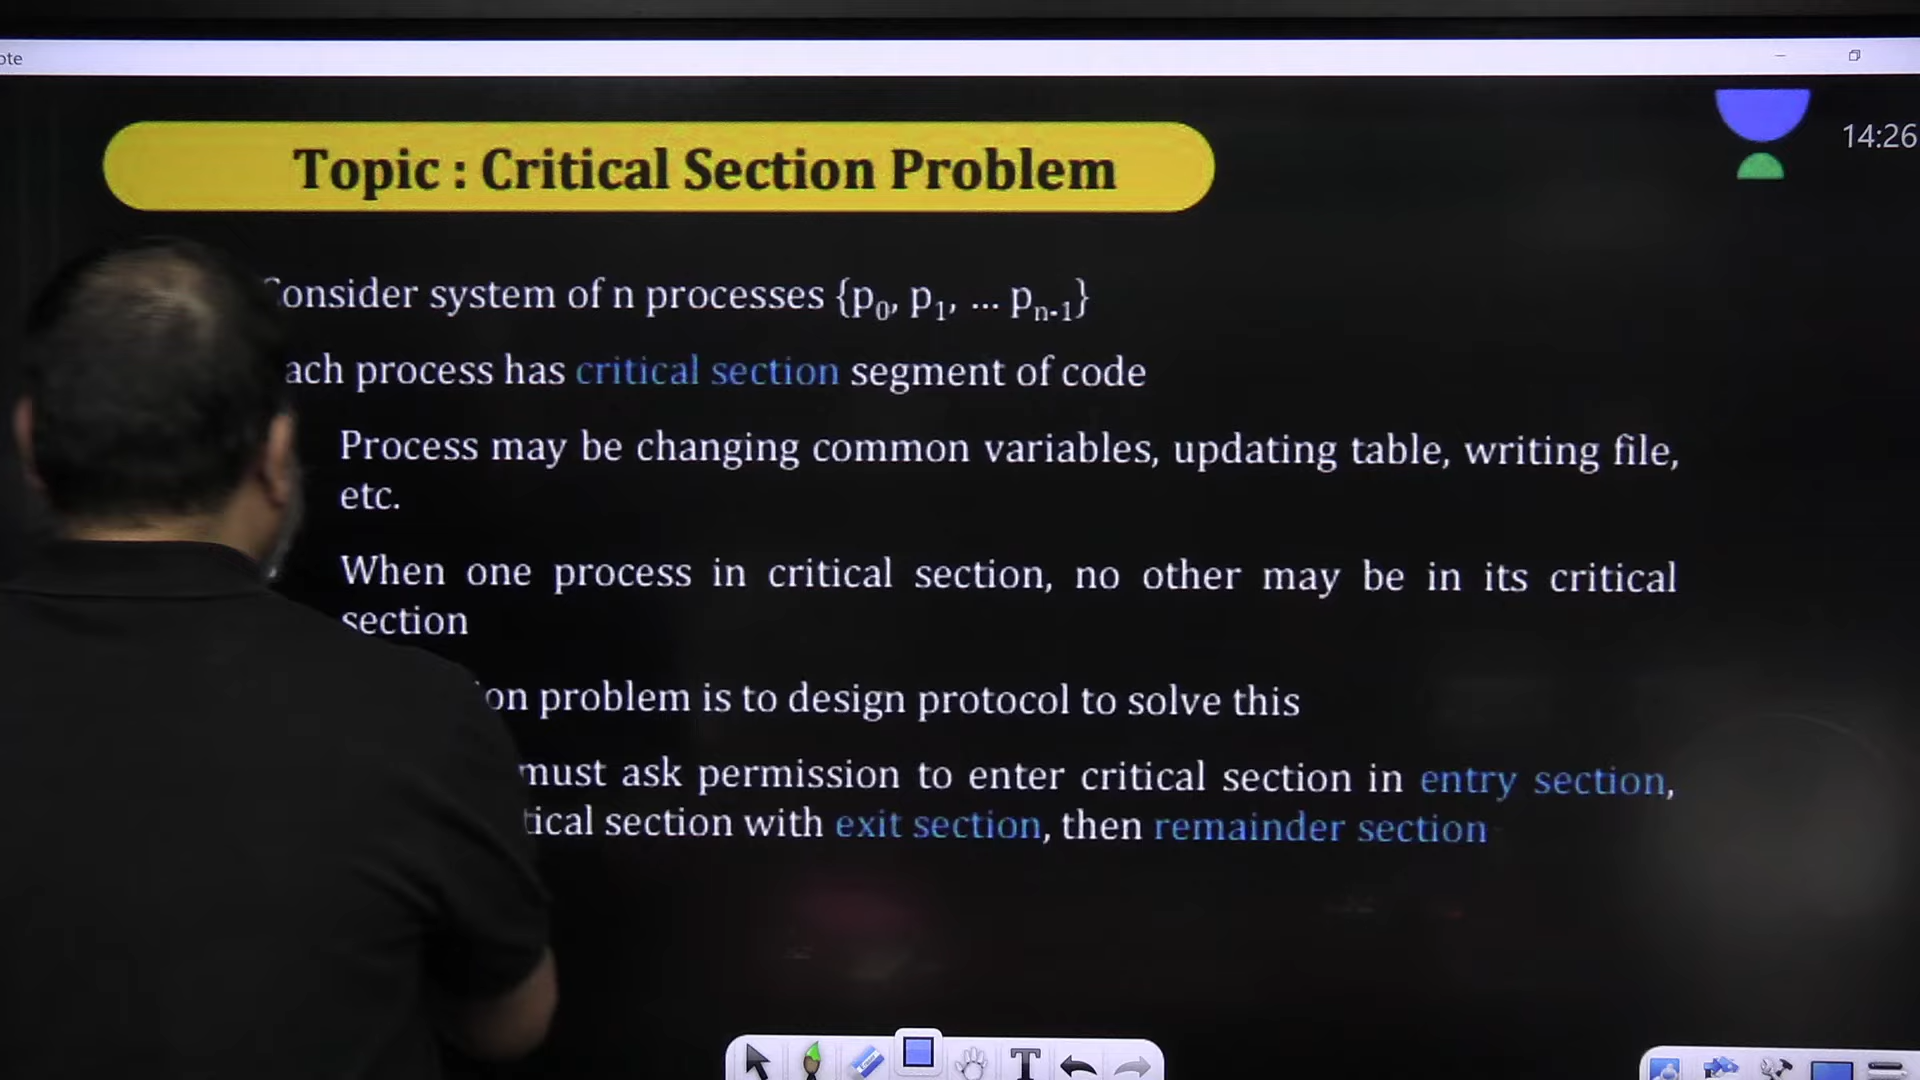 ote
14:26
Topic : Critical Section Problem
onsider system of n processes {p0, p1, ... pn-1}
ach process has critical section segment of code
Process may be changing common variables, updating table, writing file,
etc.
When one process in critical section, no other may be in its critical
section
on problem is to design protocol to solve this
must ask permission to enter critical section in entry section,
tical section with exit section, then remainder section
T